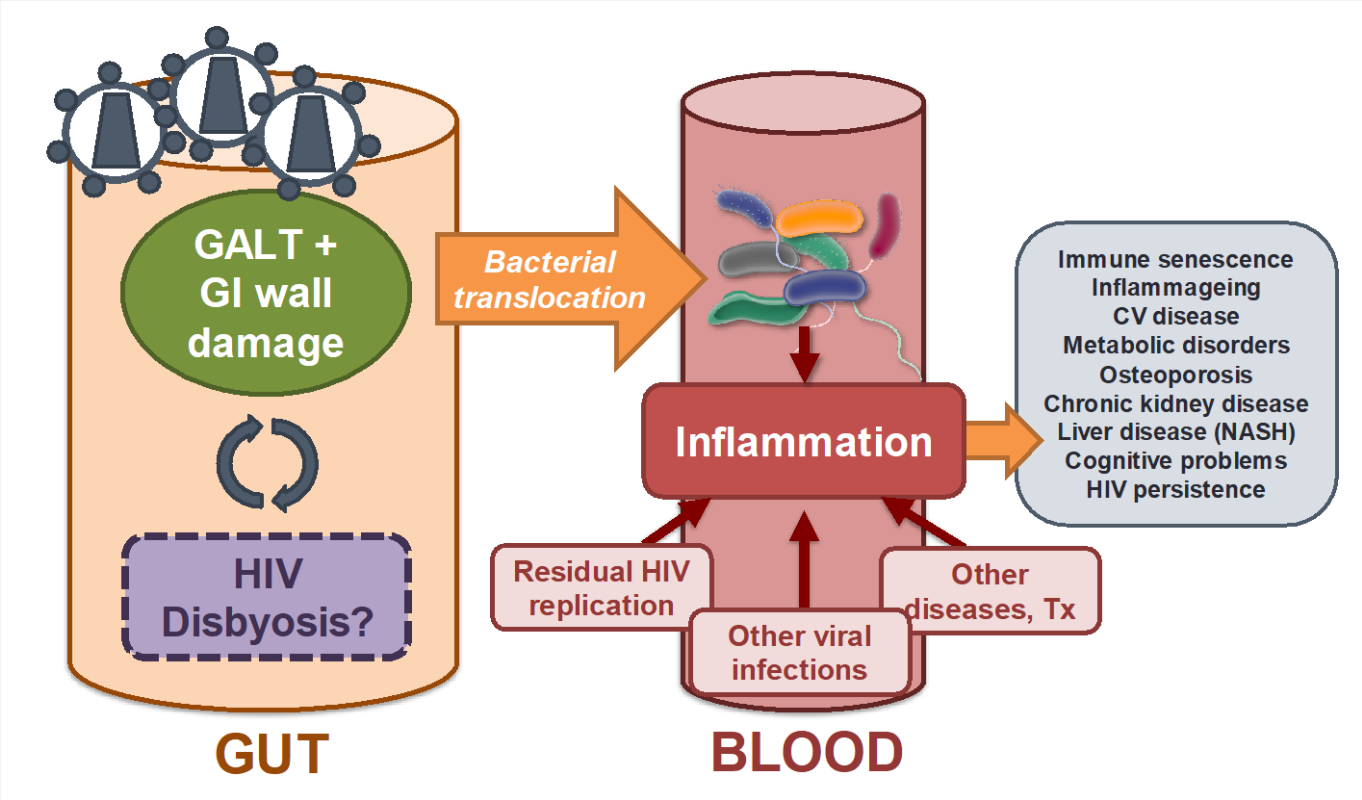 GALT +
GI wall
damage
HIV
Disbyosis?
GUT
Bacterial
translocation
Inflammation
Residual HIV
replication
Other viral
infections
Other
diseases, Tx
BLOOD
Immune senescence
Inflammageing
CV disease
Metabolic disorders
Osteoporosis
Chronic kidney disease
Liver disease (NASH)
Cognitive problems
HIV persistence